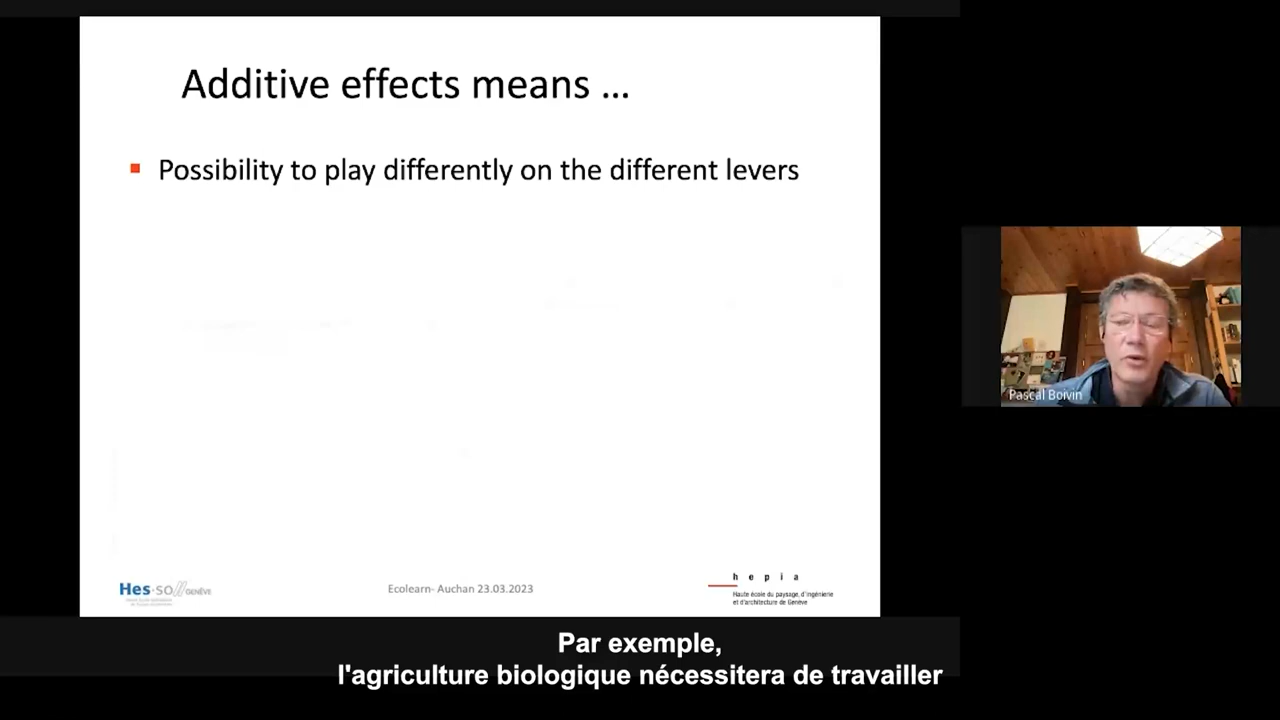 Additive effects means ...
Possibility to play differently on the different levers
Pascal Boivin
Hes·so// GENÈVE
Ecolearn- Auchan 23.03.2023
h e p i a
Haute école du paysage, d'ingénierie
et d'architecture de Genève
Par exemple,
l'agriculture biologique nécessitera de travailler